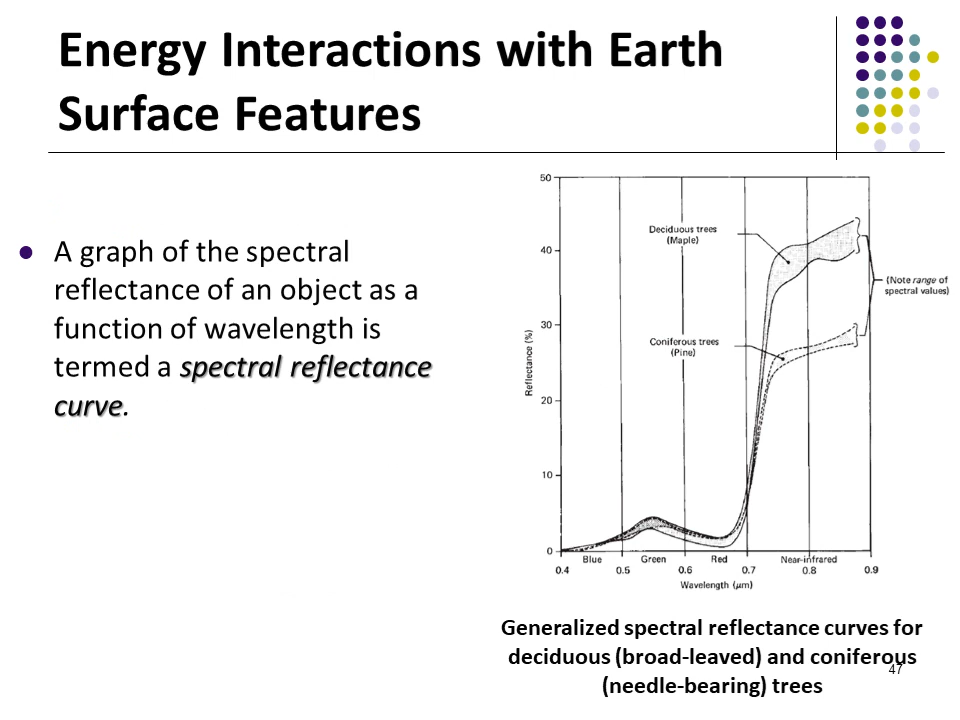 Energy Interactions with Earth
Surface Features
● A graph of the spectral
reflectance of an object as a
function of wavelength is
termed a spectral reflectance
curve.
50
40
30
20
10
0
Reflectance (%)
Deciduous trees
(Maple)
Coniferous trees
(Pine)
(Note range of
spectral values)
Blue Green Red Near-infrared
0.4 0.5 0.6 0.7 0.8 0.9
Wavelength (μm)
Generalized spectral reflectance curves for
deciduous (broad-leaved) and coniferous
(needle-bearing) trees
47